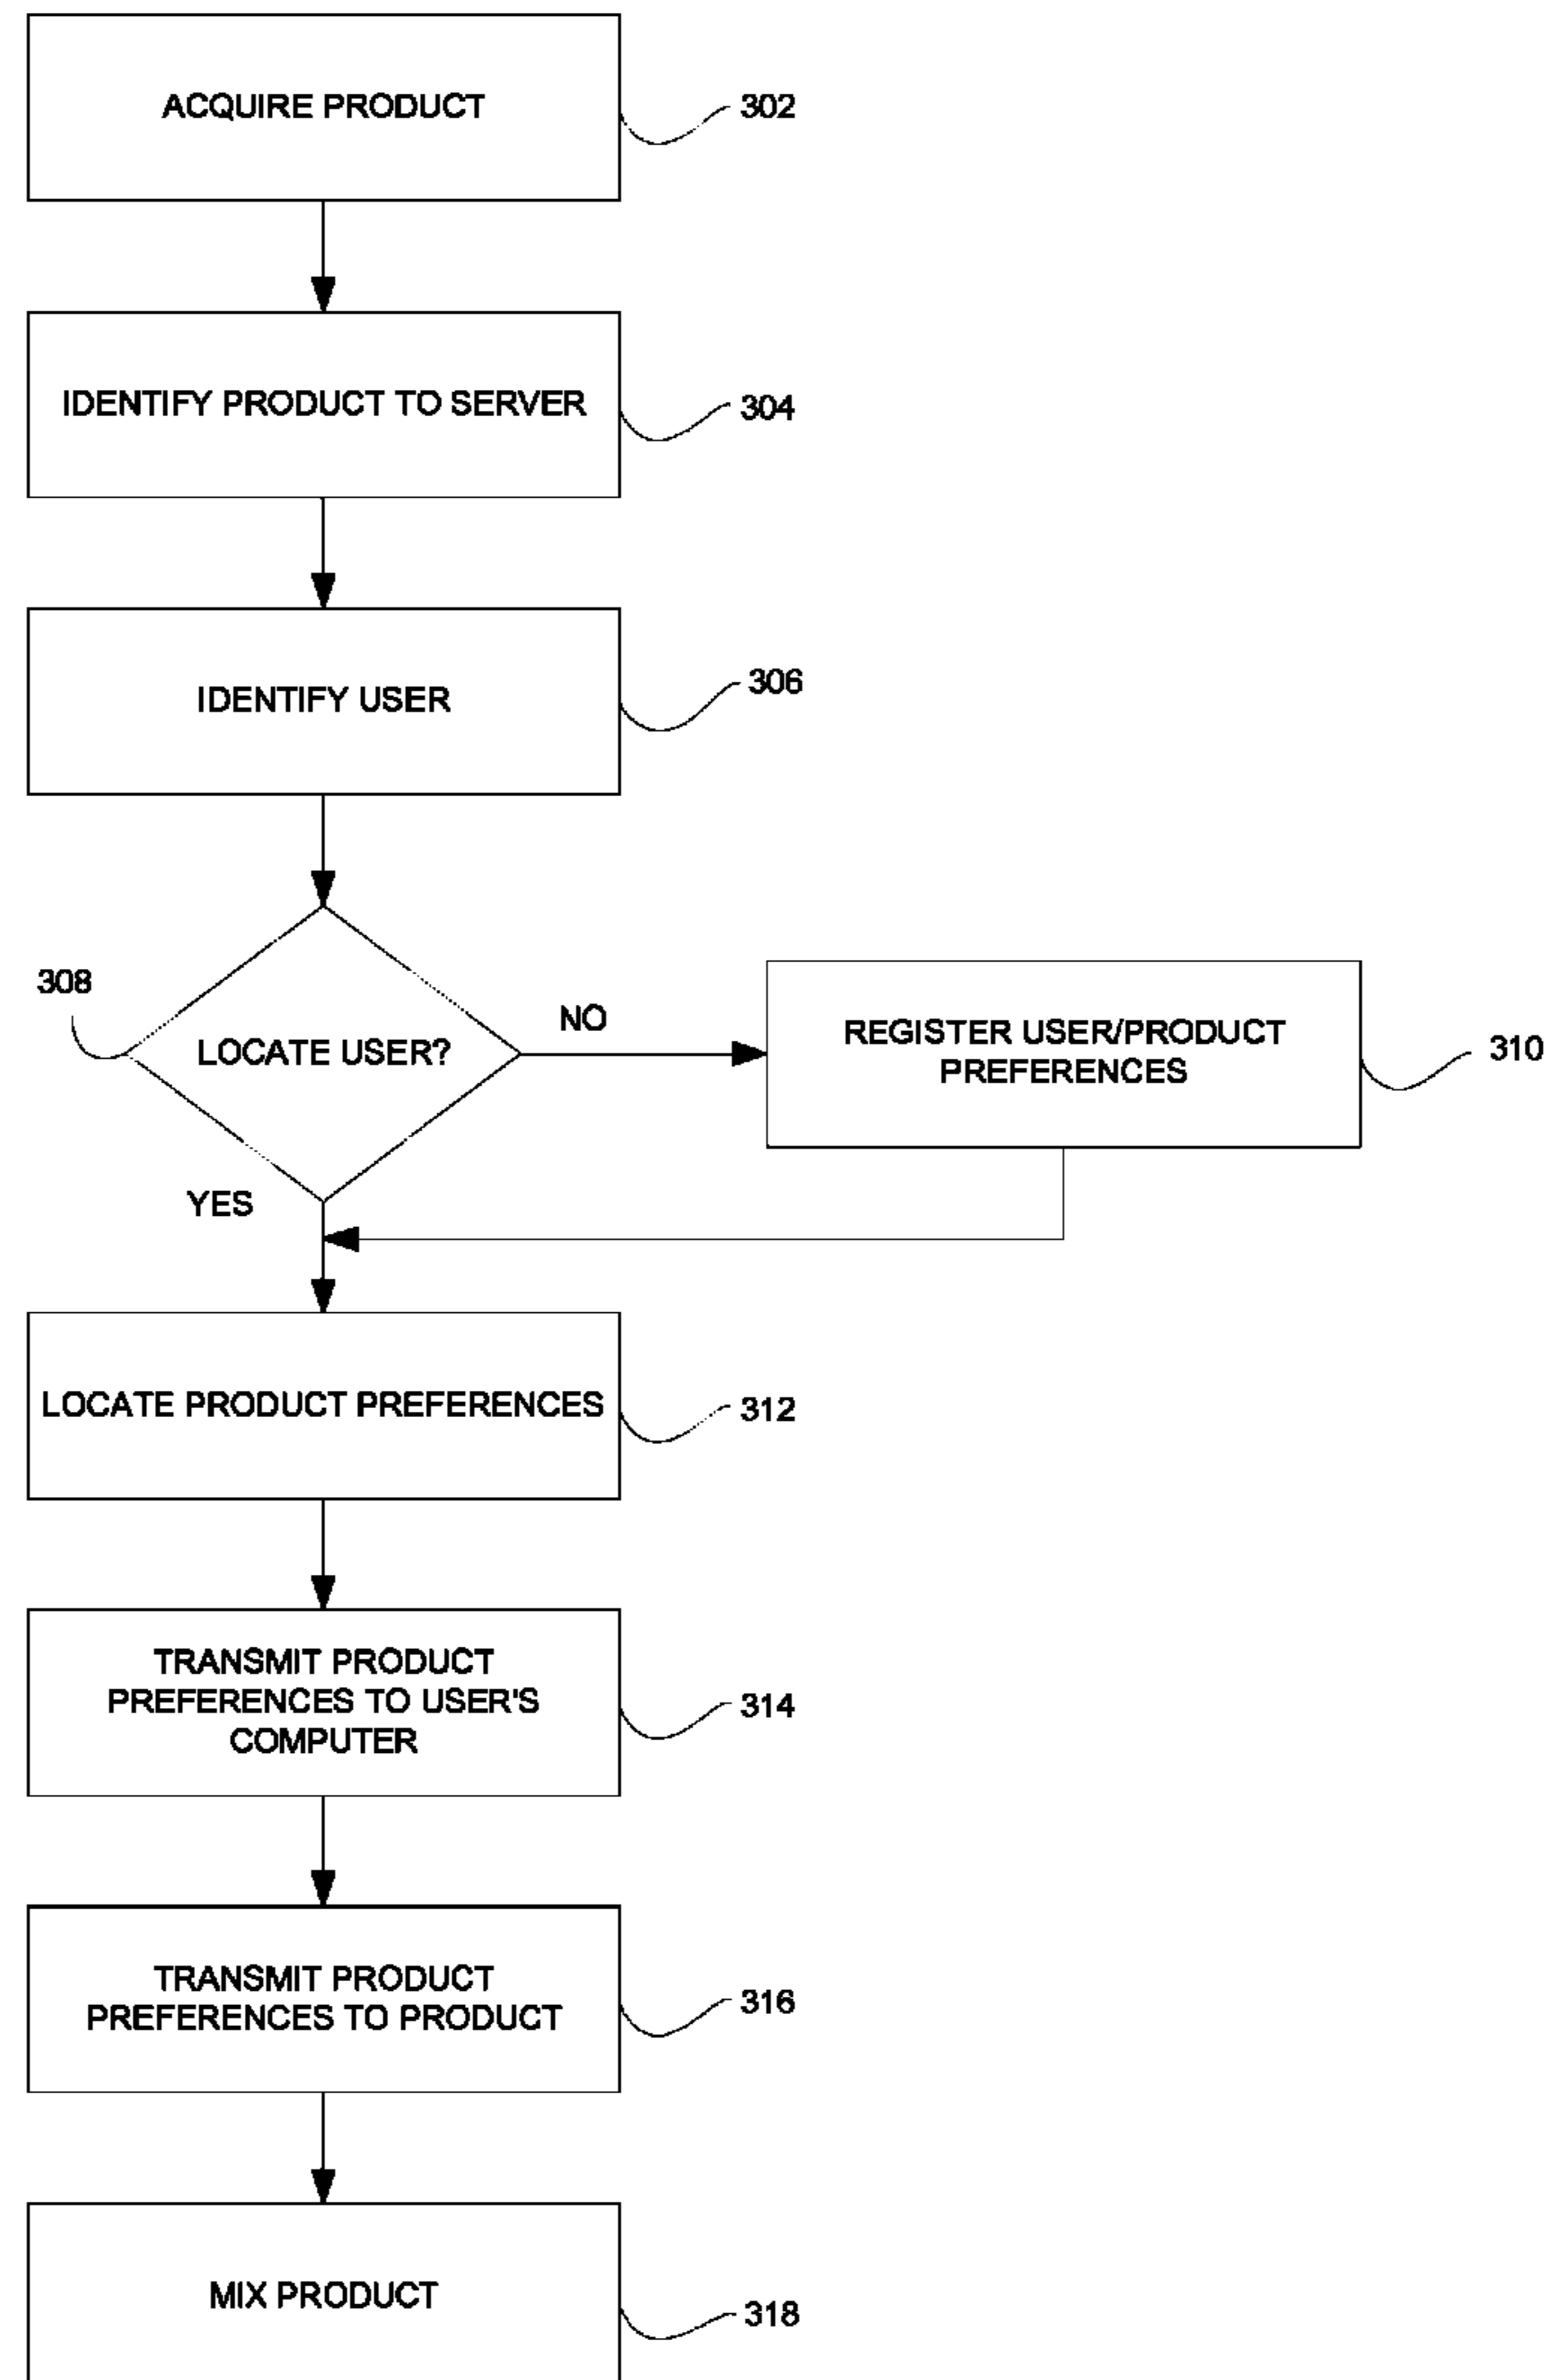 ACQUIRE PRODUCT
302
IDENTIFY PRODUCT TO SERVER
304
IDENTIFY USER
306
308
LOCATE USER?
NO
REGISTER USER/PRODUCT
PREFERENCES
310
YES
LOCATE PRODUCT PREFERENCES
312
TRANSMIT PRODUCT
PREFERENCES TO USER'S
COMPUTER
314
TRANSMIT PRODUCT
PREFERENCES TO PRODUCT
316
MIX PRODUCT
318